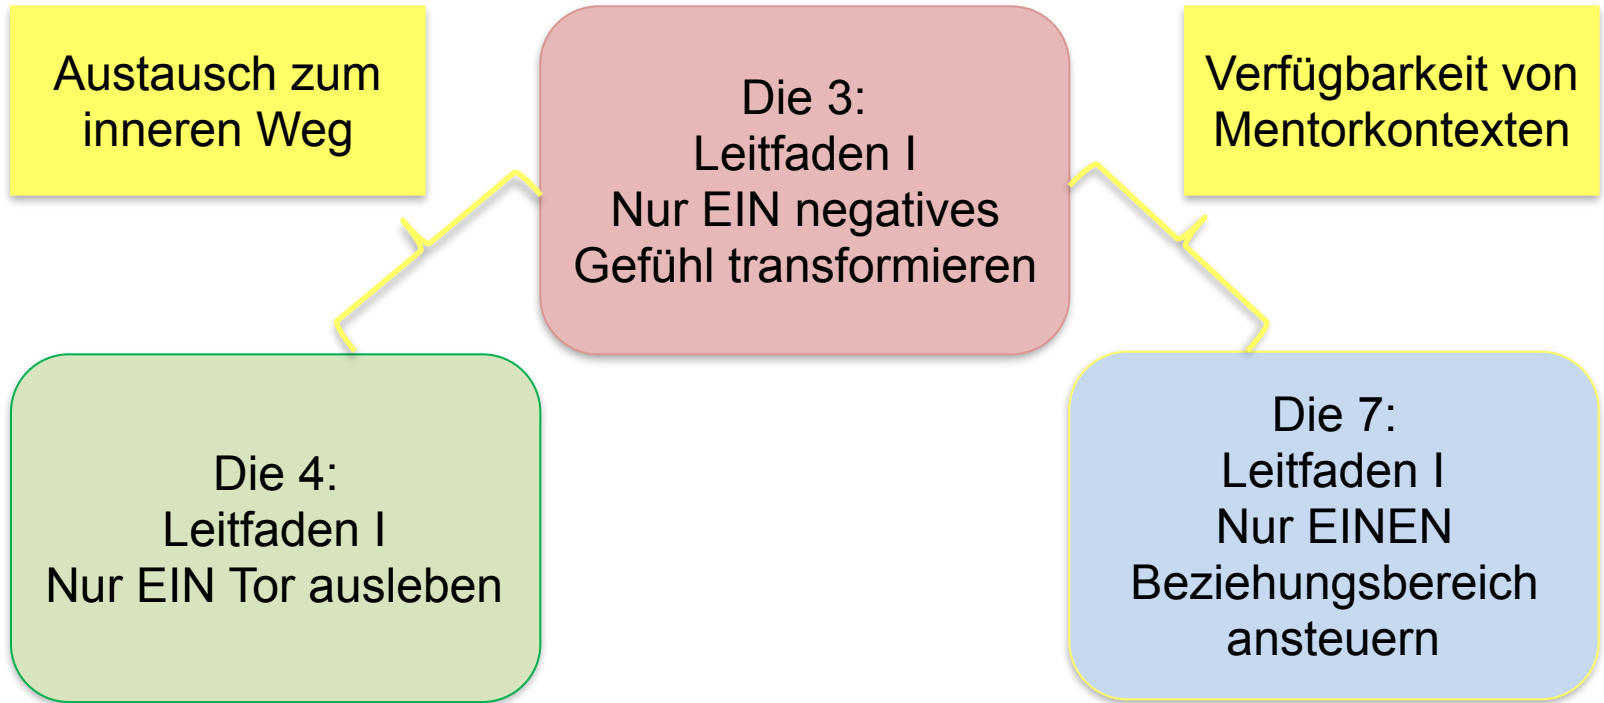 Austausch zum
inneren Weg
Die 3:
Leitfaden I
Nur EIN negatives
Gefühl transformieren
Verfügbarkeit von
Mentorkontexten
Die 4:
Leitfaden I
Nur EIN Tor ausleben
Die 7:
Leitfaden I
Nur EINEN
Beziehungsbereich
ansteuern